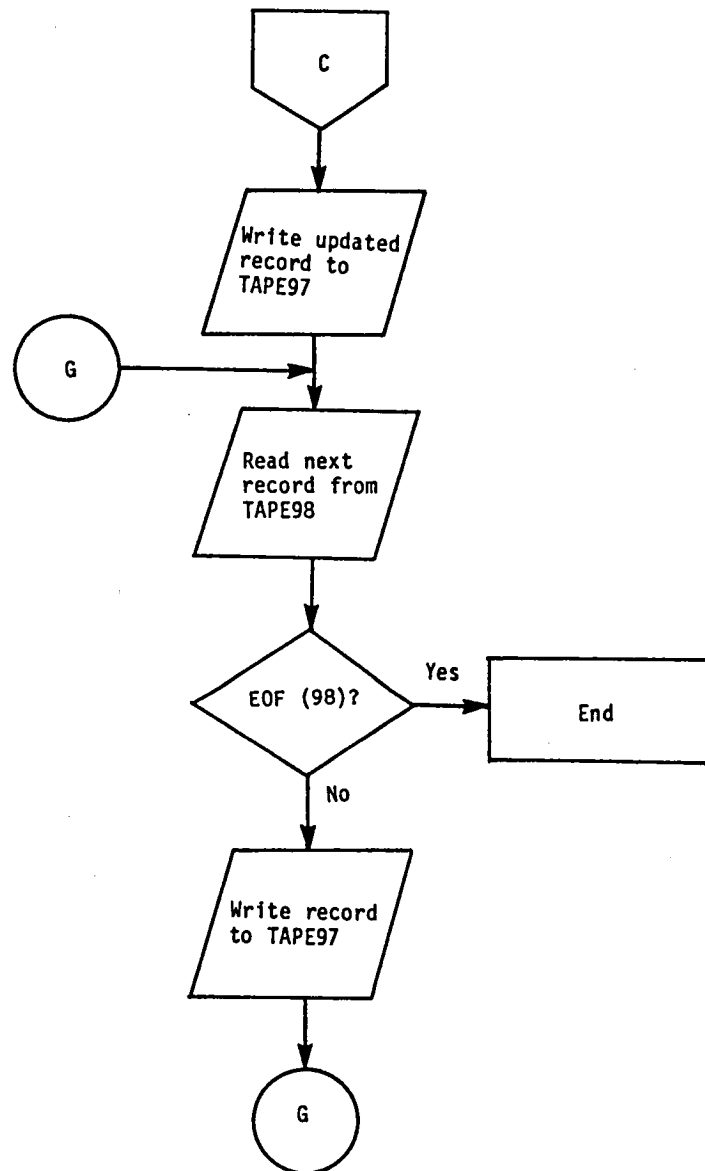 C
Write updated
record to
TAPE97
G
Read next
record from
TAPE98
EOF (98)?
Yes
End
No
Write record
to TAPE97
G